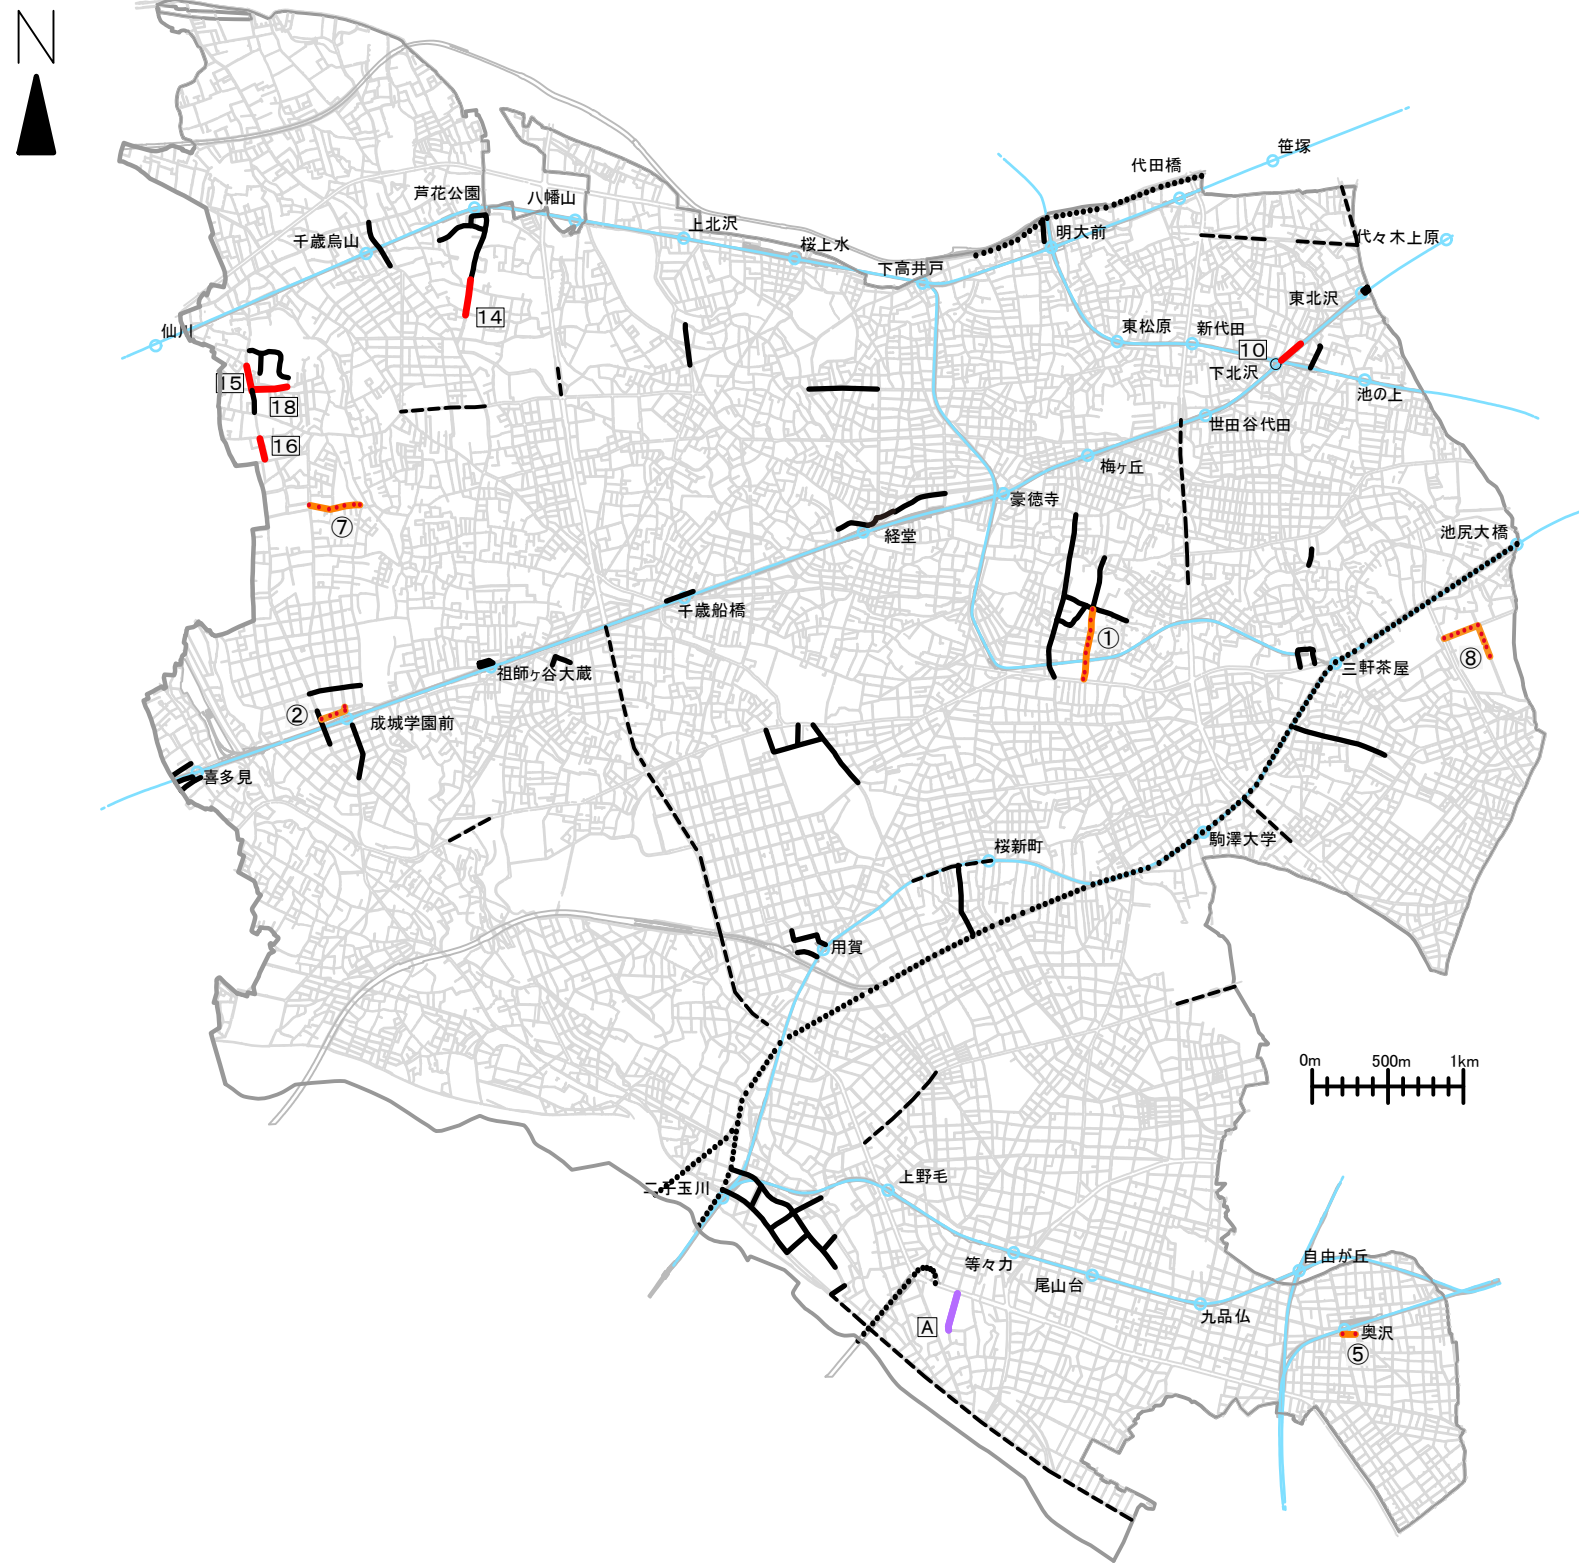 N
笹塚
代田橋
芦花公園
八幡山
上北沢
千歳烏山
桜上水
明大前
代々木上原
下高井戸
東北沢
仙川
14
東松原
新代田
10
下北沢
15
18
池の上
16
世田谷代田
梅ヶ丘
豪徳寺
⑦
経堂
池尻大橋
千歳船橋
①
⑧
祖師ヶ谷大蔵
三軒茶屋
②
成城学園前
喜多見
駒澤大学
桜新町
用賀
0m
500m
1km
二子玉川
上野毛
等々力
自由が丘
尾山台
九品仏
A
奥沢
⑤